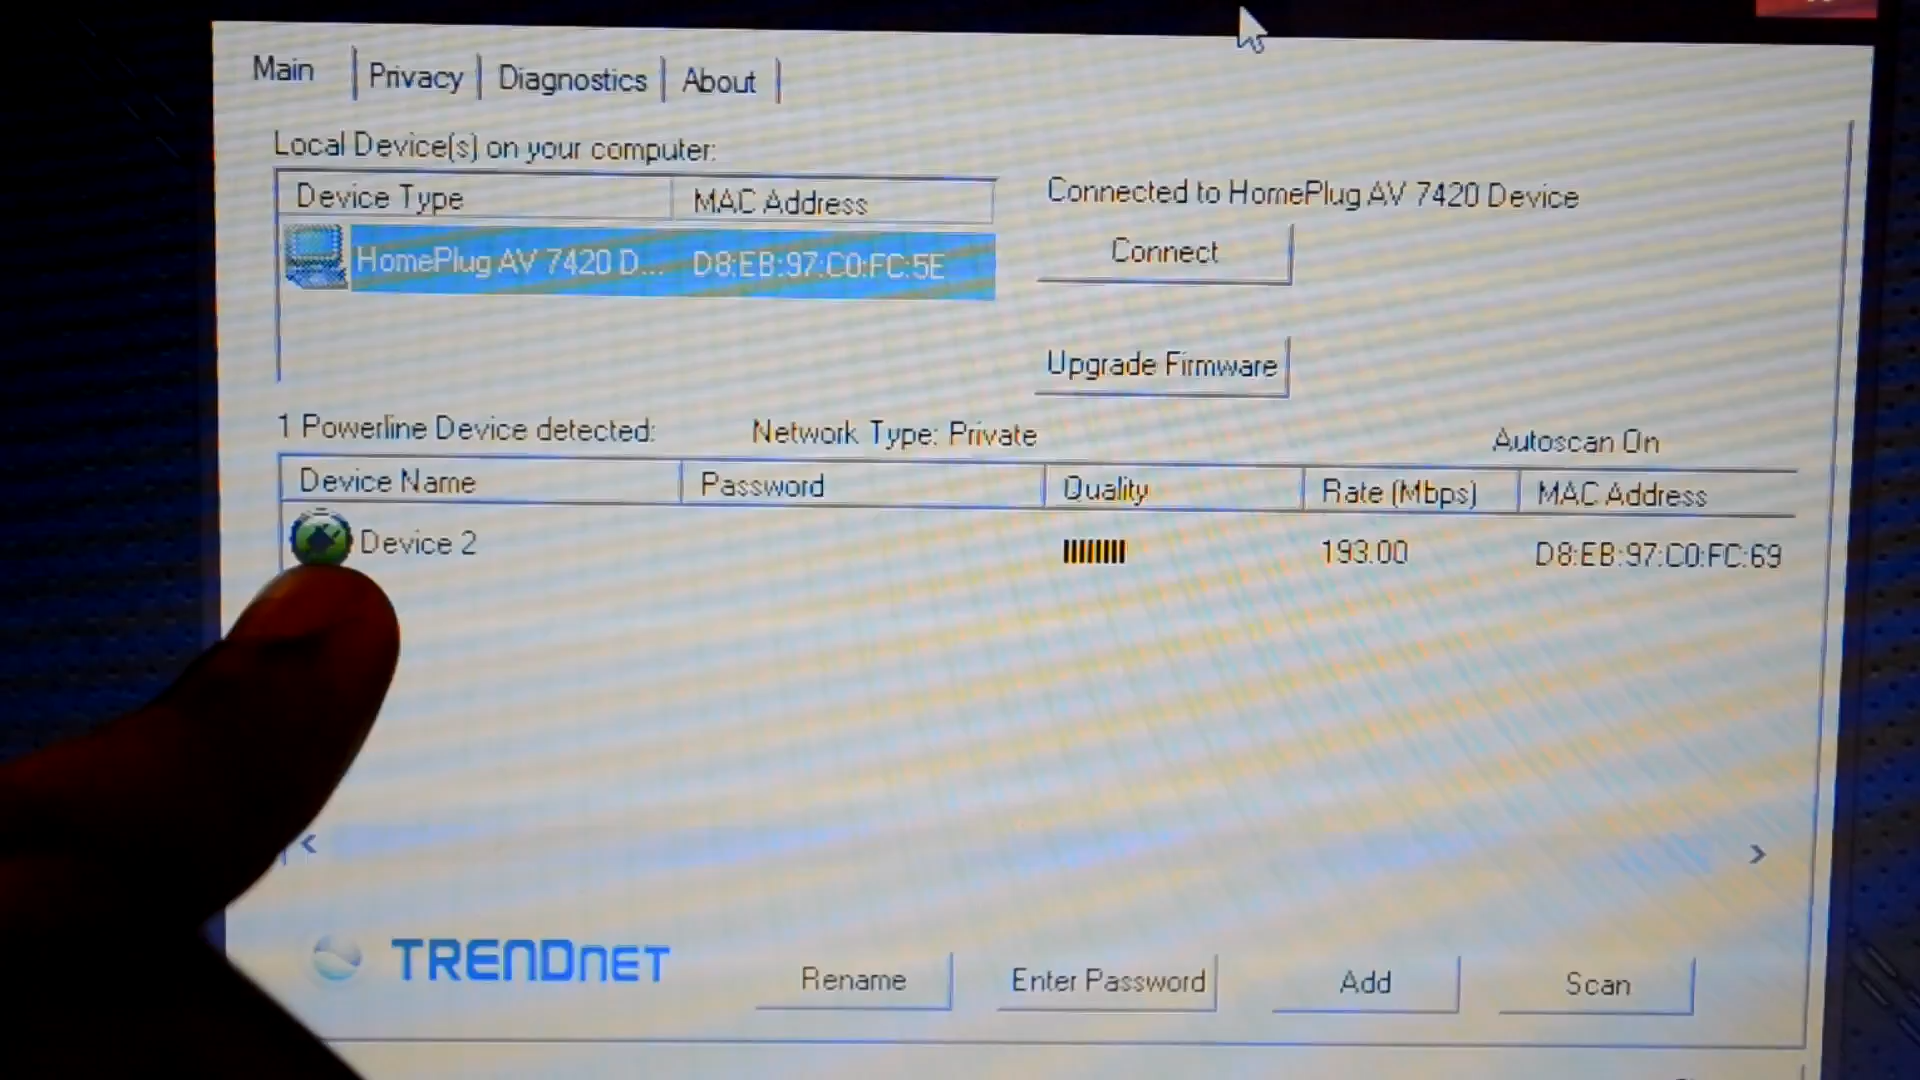 Main Privacy Diagnostics About
Local Device(s) on your computer:
Device Type MAC Address
HomePlug AV 7420 D... D8:EB:97:C0:FC:5E
Connected to HomePlug AV 7420 Device
Connect
Upgrade Firmware
1 Powerline Device detected: Network Type: Private Autoscan On
Device Name Password Quality Rate (Mbps) MAC Address
Device 2 193.00 D8:EB:97:C0:FC:69
TRENDNET
Rename Enter Password Add Scan